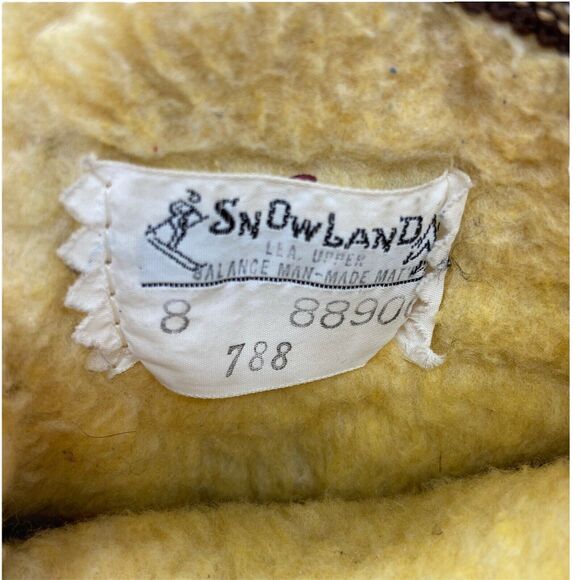 SNOWLAND
LEA. UPPER
BALANCE MAN-MADE MAT
8 8890
788